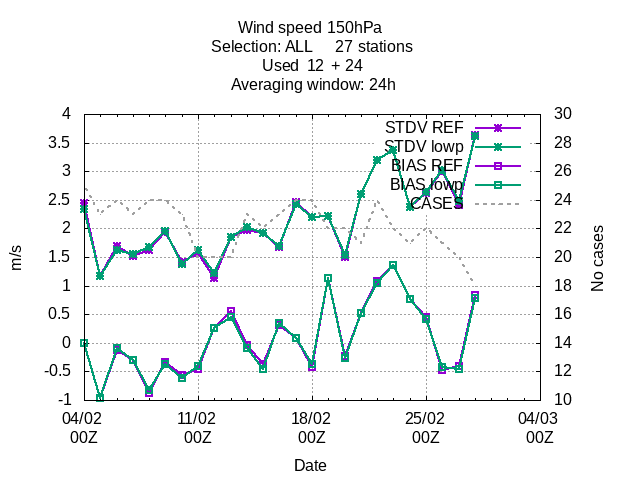 Wind speed 150hPa
Selection: ALL 27 stations
Used 12 + 24
Averaging window: 24h
STDV REF
STDV lowp
BIAS REF
BIAS lowp
CASES
4
3.5
3
2.5
2
1.5
1
0.5
0
-0.5
-1
m/s
30
28
26
24
22
20
18
16
14
12
10
No cases
04/02 11/02 18/02 25/02 04/03
00Z 00Z 00Z 00Z 00Z
Date